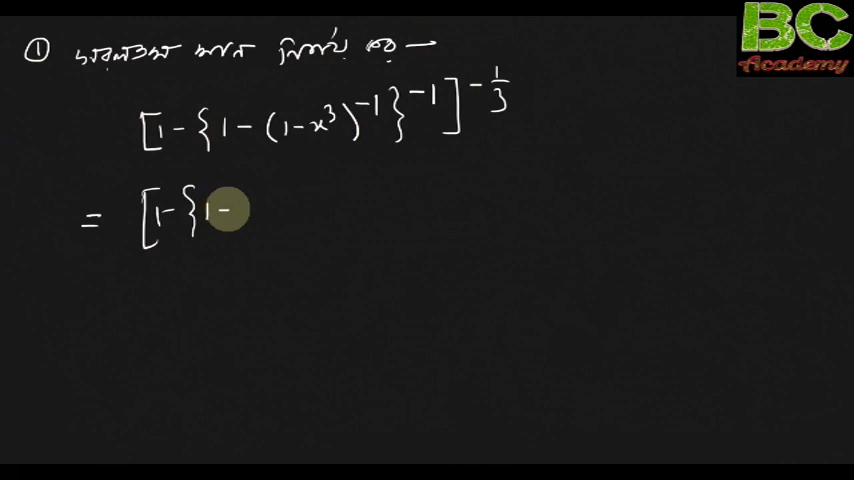 BC
Academy
① সরলতম মান নির্ণয় কর —
[1-{1-(1-x³)⁻¹}⁻¹]^(-1/3)
= [1-{1-